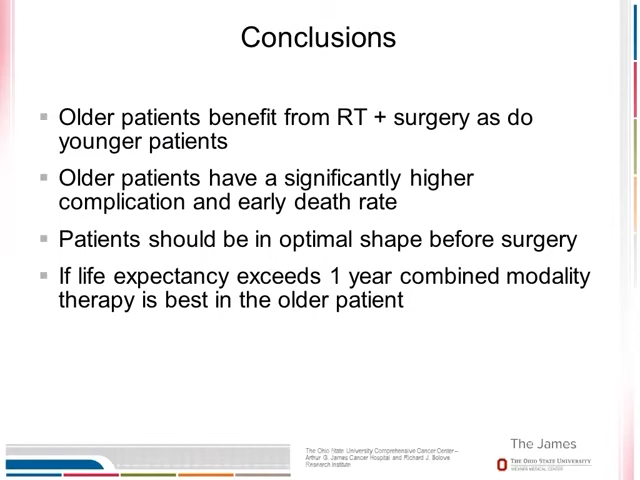 Conclusions
Older patients benefit from RT + surgery as do
younger patients
Older patients have a significantly higher
complication and early death rate
Patients should be in optimal shape before surgery
If life expectancy exceeds 1 year combined modality
therapy is best in the older patient
The Ohio State University Comprehensive Cancer Center –
Arthur G. James Cancer Hospital and Richard J. Solove
Research Institute
The James
THE OHIO STATE UNIVERSITY
WEXNER MEDICAL CENTER